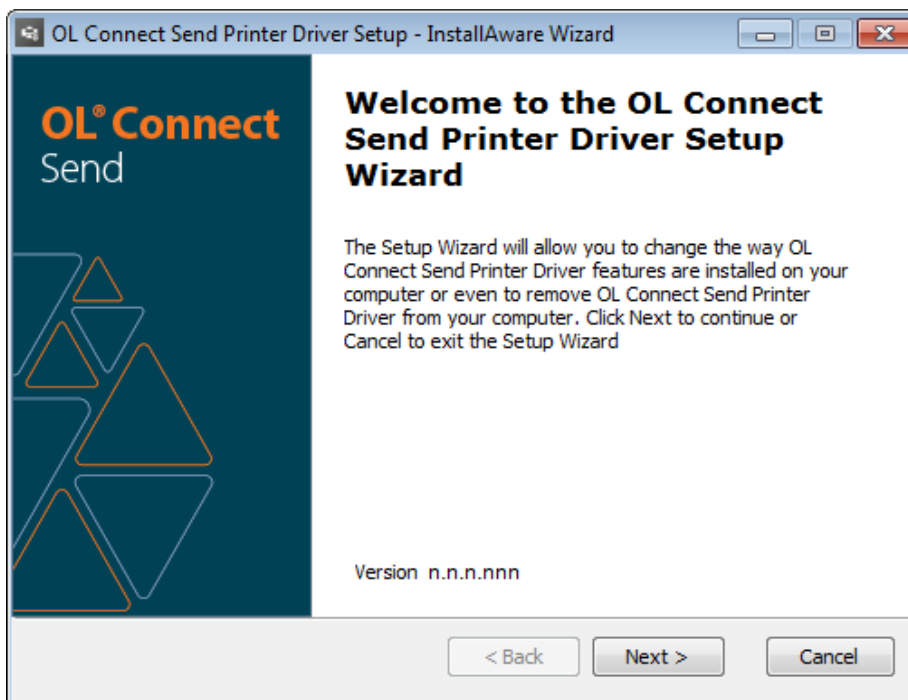 OL Connect Send Printer Driver Setup - InstallAware Wizard
OL® Connect
Send
Welcome to the OL Connect
Send Printer Driver Setup
Wizard
The Setup Wizard will allow you to change the way OL
Connect Send Printer Driver features are installed on your
computer or even to remove OL Connect Send Printer
Driver from your computer. Click Next to continue or
Cancel to exit the Setup Wizard
Version n.n.n.nnn
< Back
Next >
Cancel